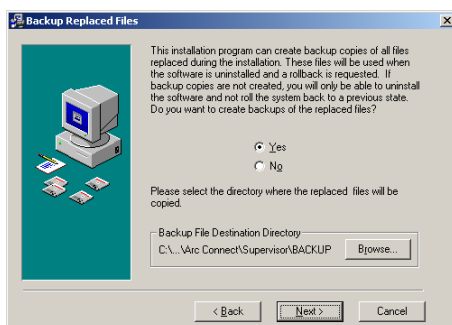 Backup Replaced Files
This installation program can create backup copies of all files
replaced during the installation. These files will be used when
the software is uninstalled and a rollback is requested. If
backup copies are not created, you will only be able to uninstall
the software and not roll the system back to a previous state.
Do you want to create backups of the replaced files?
Yes
No
Please select the directory where the replaced files will be
copied.
Backup File Destination Directory
C:\...\Arc Connect\Supervisor\BACKUP
Browse...
< Back
Next >
Cancel